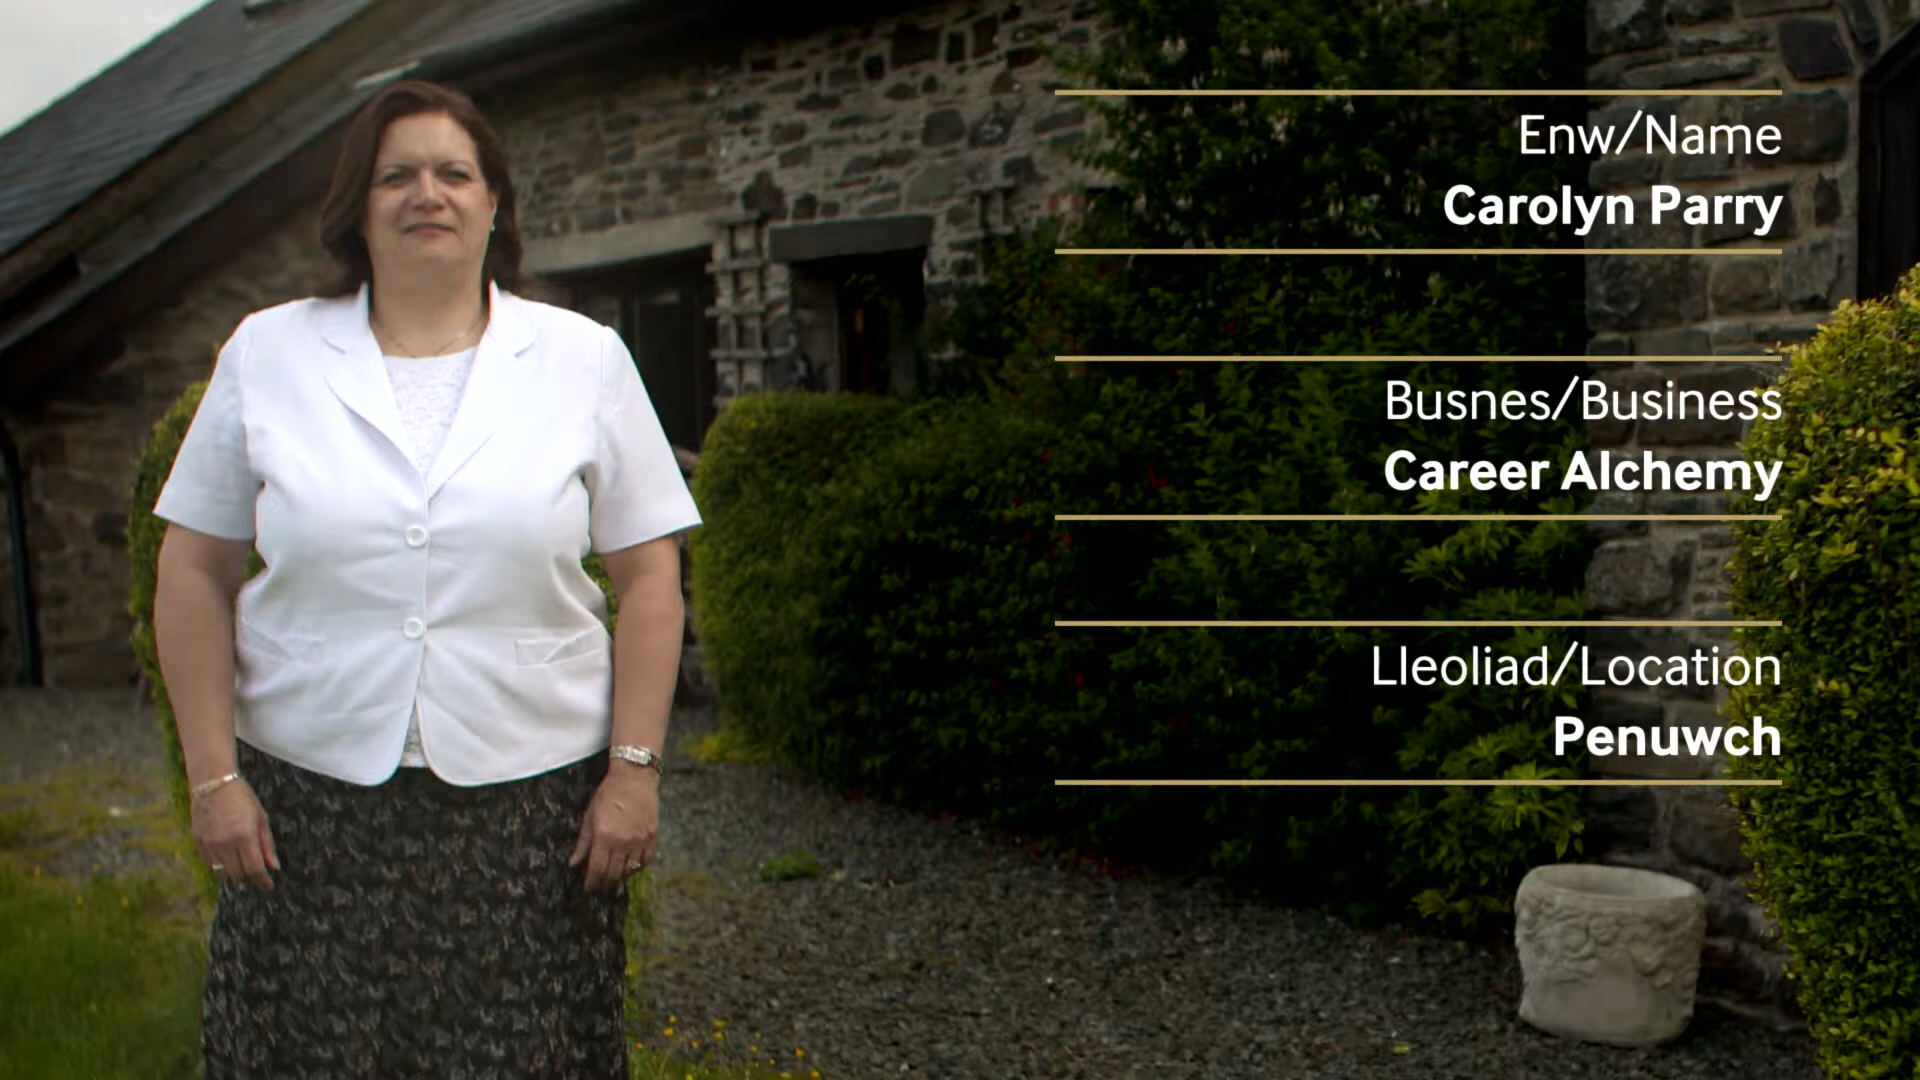 Enw/Name
Carolyn Parry
Busnes/Business
Career Alchemy
Lleoliad/Location
Penuwch